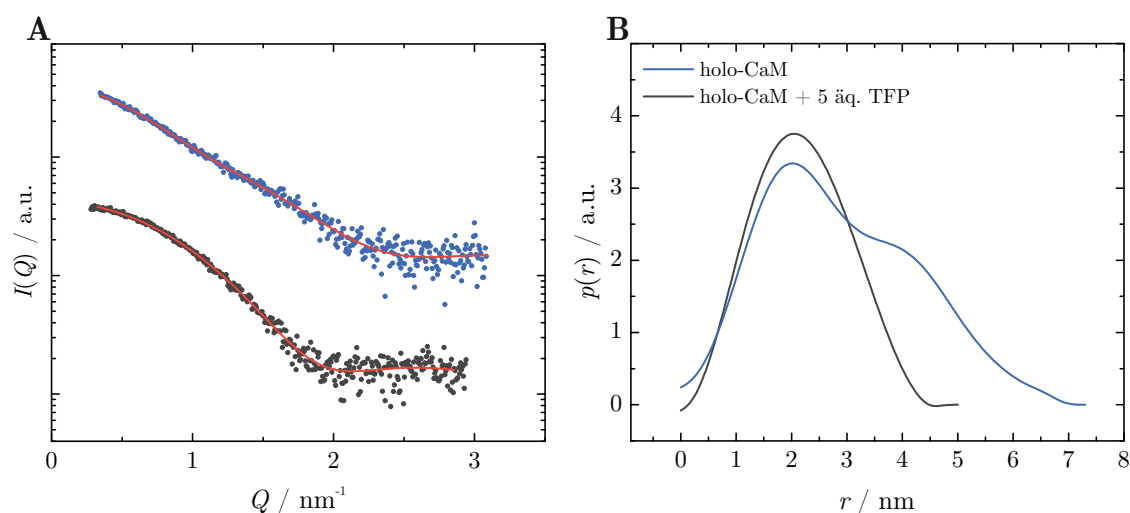 A
I(Q) / a.u.
0
1
2
3
Q / nm⁻¹
B
holo-CaM
holo-CaM + 5 äq. TFP
p(r) / a.u.
4
3
2
1
0
0
1
2
3
4
5
6
7
8
r / nm